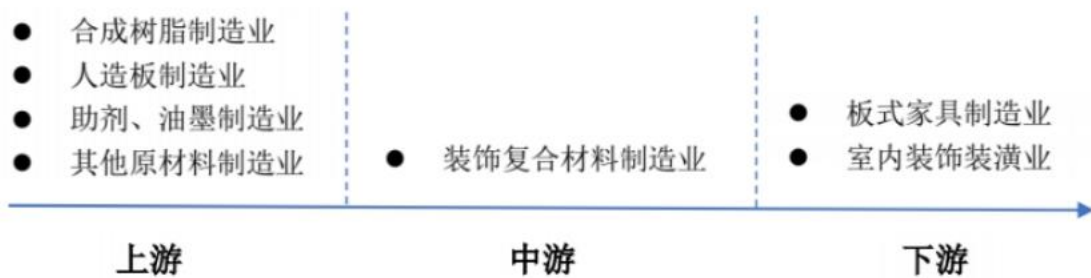 合成树脂制造业
人造板制造业
助剂、油墨制造业
其他原材料制造业
装饰复合材料制造业
板式家具制造业
室内装饰装潢业
上游
中游
下游